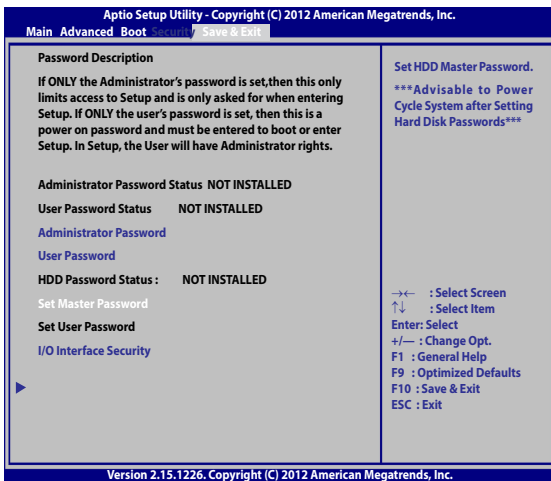 Aptio Setup Utility - Copyright (C) 2012 American Megatrends, Inc.
Main Advanced Boot Security Save & Exit
Password Description
If ONLY the Administrator's password is set,then this only
limits access to Setup and is only asked for when entering
Setup. If ONLY the user's password is set, then this is a
power on password and must be entered to boot or enter
Setup. In Setup, the User will have Administrator rights.
Administrator Password Status NOT INSTALLED
User Password Status NOT INSTALLED
Administrator Password
User Password
HDD Password Status : NOT INSTALLED
Set Master Password
Set User Password
I/O Interface Security
Set HDD Master Password.
***Advisable to Power
Cycle System after Setting
Hard Disk Passwords***
→← : Select Screen
↑↓ : Select Item
Enter: Select
+/— : Change Opt.
F1 : General Help
F9 : Optimized Defaults
F10 : Save & Exit
ESC : Exit
Version 2.15.1226. Copyright (C) 2012 American Megatrends, Inc.